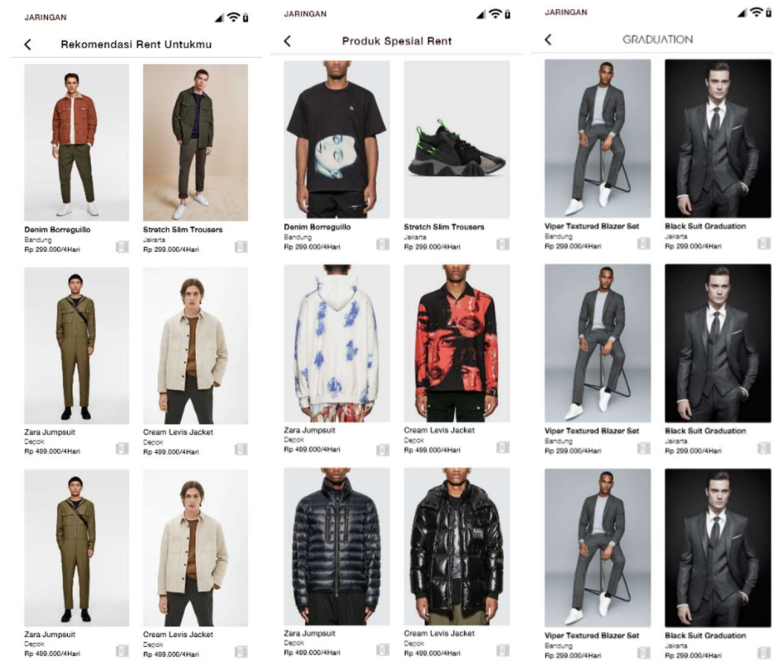 JARINGAN
Rekomendasi Rent Untukmu
Denim Borreguillo
Bandung
Rp 299.000/4Hari
Stretch Slim Trousers
Jakarta
Rp 299.000/4Hari
Zara Jumpsuit
Depok
Rp 499.000/4Hari
Cream Levis Jacket
Depok
Rp 499.000/4Hari
Zara Jumpsuit
Depok
Rp 499.000/4Hari
Cream Levis Jacket
Depok
Rp 499.000/4Hari
JARINGAN
Produk Spesial Rent
Denim Borreguillo
Bandung
Rp 299.000/4Hari
Stretch Slim Trousers
Jakarta
Rp 299.000/4Hari
Zara Jumpsuit
Depok
Rp 499.000/4Hari
Cream Levis Jacket
Depok
Rp 499.000/4Hari
Zara Jumpsuit
Depok
Rp 499.000/4Hari
Cream Levis Jacket
Depok
Rp 499.000/4Hari
JARINGAN
GRADUATION
Viper Textured Blazer Set
Bandung
Rp 299.000/4Hari
Black Suit Graduation
Jakarta
Rp 299.000/4Hari
Viper Textured Blazer Set
Bandung
Rp 499.000/4Hari
Black Suit Graduation
Jakarta
Rp 499.000/4Hari
Viper Textured Blazer Set
Bandung
Rp 499.000/4Hari
Black Suit Graduation
Jakarta
Rp 499.000/4Hari